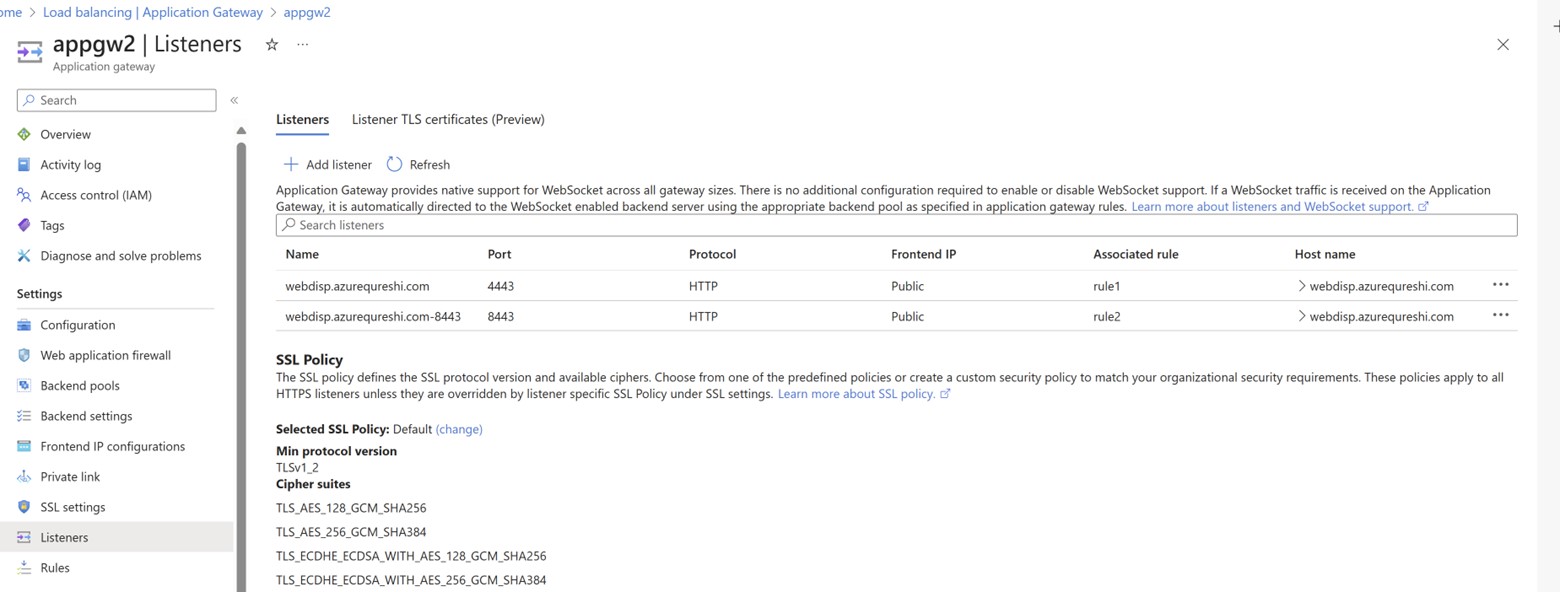 ome > Load balancing | Application Gateway > appgw2
appgw2 | Listeners
Application gateway
Search
Overview
Activity log
Access control (IAM)
Tags
Diagnose and solve problems
Settings
Configuration
Web application firewall
Backend pools
Backend settings
Frontend IP configurations
Private link
SSL settings
Listeners
Rules
Listeners Listener TLS certificates (Preview)
Add listener Refresh
Application Gateway provides native support for WebSocket across all gateway sizes. There is no additional configuration required to enable or disable WebSocket support. If a WebSocket traffic is received on the Application
Gateway, it is automatically directed to the WebSocket enabled backend server using the appropriate backend pool as specified in application gateway rules. Learn more about listeners and WebSocket support.
Search listeners
Name Port Protocol Frontend IP Associated rule Host name
webdisp.azurequreshi.com 4443 HTTP Public rule1 > webdisp.azurequreshi.com
webdisp.azurequreshi.com-8443 8443 HTTP Public rule2 > webdisp.azurequreshi.com
SSL Policy
The SSL policy defines the SSL protocol version and available ciphers. Choose from one of the predefined policies or create a custom security policy to match your organizational security requirements. These policies apply to all
HTTPS listeners unless they are overridden by listener specific SSL Policy under SSL settings. Learn more about SSL policy.
Selected SSL Policy: Default (change)
Min protocol version
TLSv1_2
Cipher suites
TLS_AES_128_GCM_SHA256
TLS_AES_256_GCM_SHA384
TLS_ECDHE_ECDSA_WITH_AES_128_GCM_SHA256
TLS_ECDHE_ECDSA_WITH_AES_256_GCM_SHA384